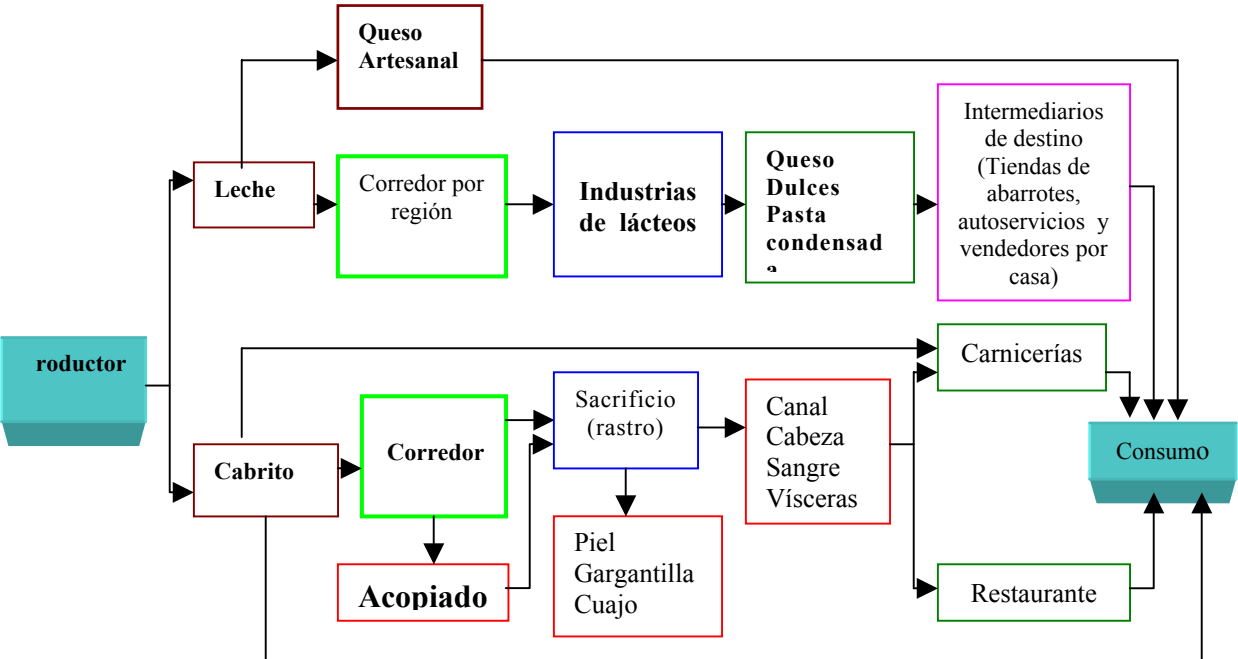 Queso
Artesanal
Leche
Corredor por
región
Industrias
de lácteos
Queso
Dulces
Pasta
condensad
a
Intermediarios
de destino
(Tiendas de
abarrotes,
autoservicios y
vendedores por
casa)
roductor
Cabrito
Corredor
Acopiado
Sacrificio
(rastro)
Piel
Gargantilla
Cuajo
Canal
Cabeza
Sangre
Vísceras
Carnicerías
Restaurante
Consumo